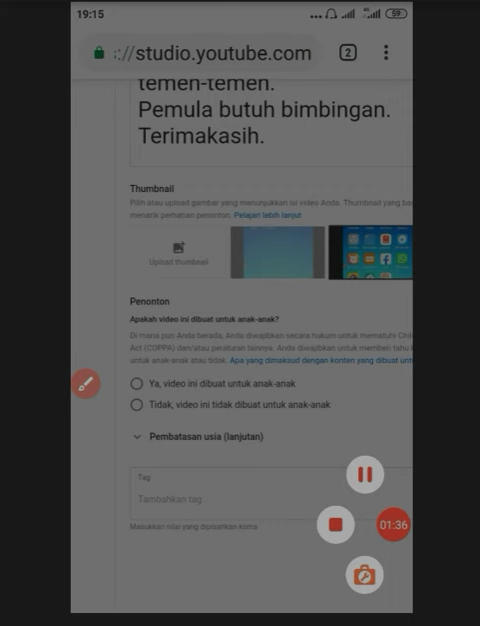 19:15
59
://studio.youtube.com
2
temen-temen.
Pemula butuh bimbingan.
Terimakasih.
Thumbnail
Pilih atau upload gambar yang menunjukkan isi video Anda. Thumbnail yang
menarik perhatian penonton. Pelajari lebih lanjut
Upload thumbnail
Penonton
Apakah video ini dibuat untuk anak-anak?
Di mana pun Anda berada, Anda diwajibkan secara hukum untuk mematuhi
Act (COPPA) dan/atau peraturan lainnya. Anda diwajibkan untuk memberi tahu
untuk anak-anak atau tidak. Apa yang dimaksud dengan konten yang dibuat
Ya, video ini dibuat untuk anak-anak
Tidak, video ini tidak dibuat untuk anak-anak
Pembatasan usia (lanjutan)
Tag
Tambahkan tag
01:36
Masukkan nilai yang dipisahkan koma